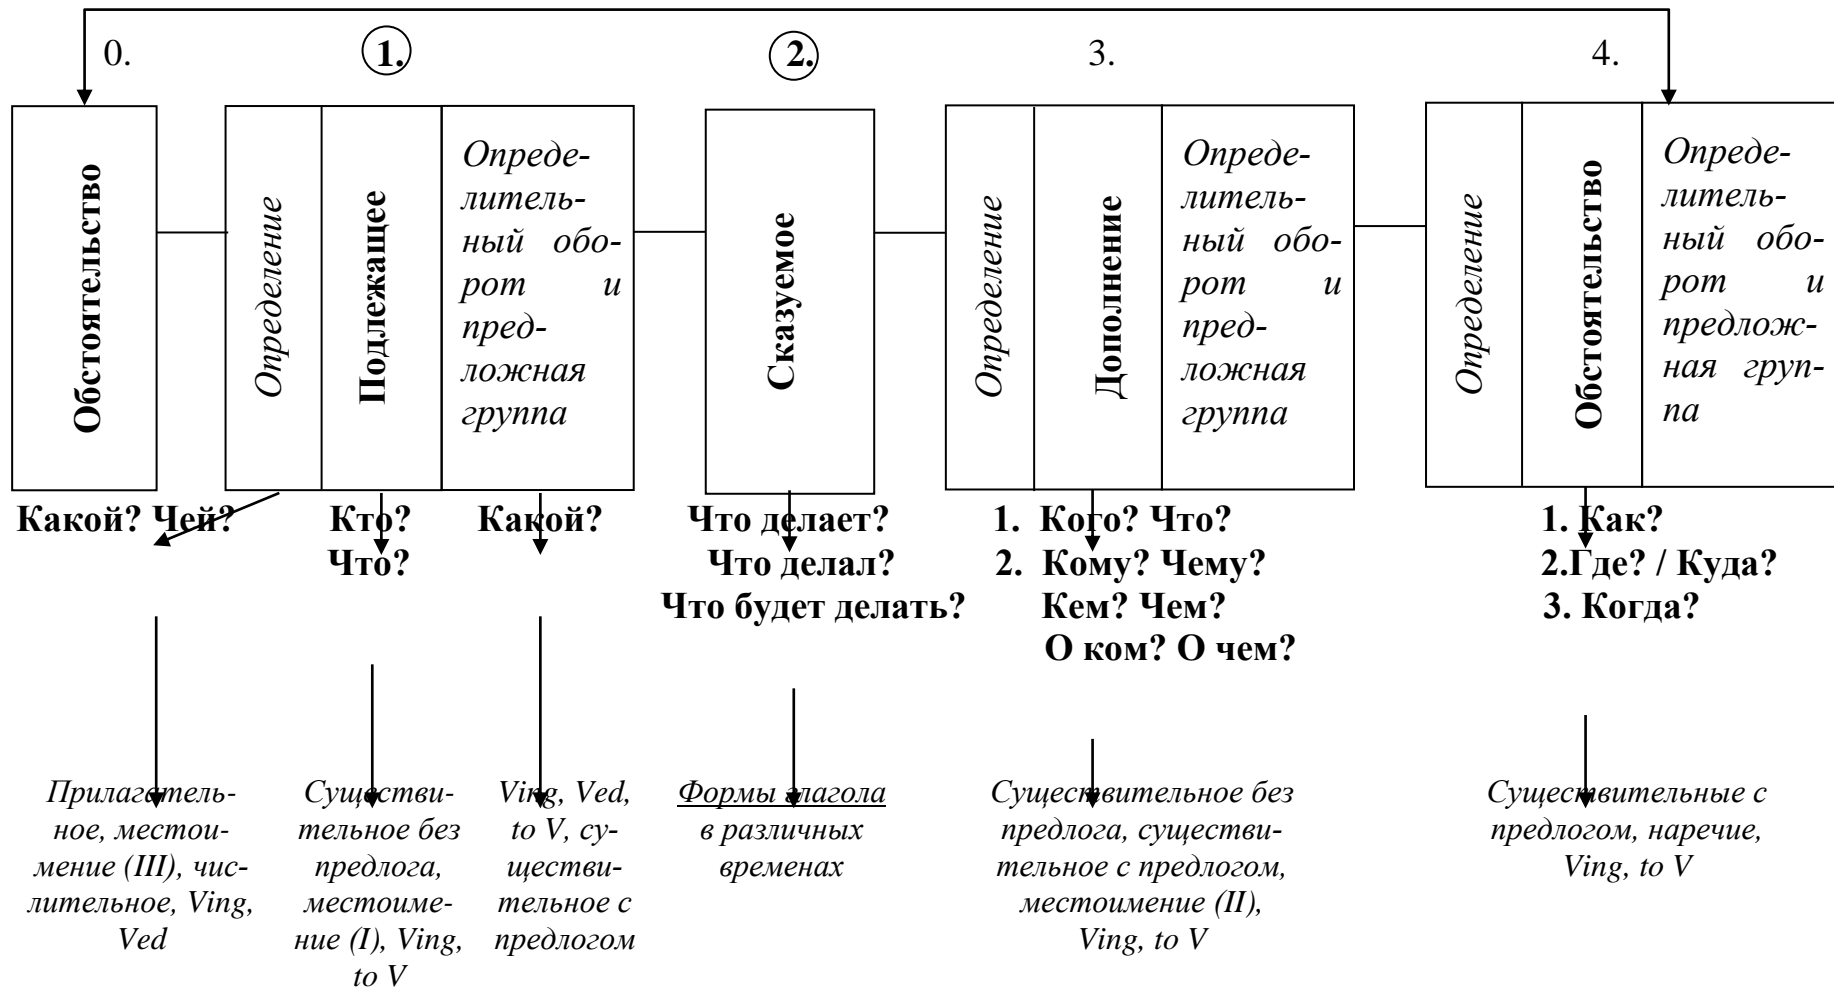 0.
1.
2.
3.
4.
Обстоятельство
Определение
Подлежащее
Опреде-
литель-
ный обо-
рот и
пред-
ложная
группа
Сказуемое
Определение
Дополнение
Опреде-
литель-
ный обо-
рот и
пред-
ложная
группа
Определение
Обстоятельство
Опреде-
литель-
ный обо-
рот и
предлож-
ная груп-
па
Какой? Чей?
Кто?
Что?
Какой?
Что делает?
Что делал?
Что будет делать?
1. Кого? Что?
2. Кому? Чему?
Кем? Чем?
О ком? О чем?
1. Как?
2.Где? / Куда?
3. Когда?
Прилагатель-
ное, местои-
мение (III), чис-
лительное, Ving,
Ved
Существи-
тельное без
предлога,
местоиме-
ние (I), Ving,
to V
Ving, Ved,
to V, су-
ществи-
тельное с
предлогом
Формы глагола
в различных
временах
Существительное без
предлога, существи-
тельное с предлогом,
местоимение (II),
Ving, to V
Существительные с
предлогом, наречие,
Ving, to V